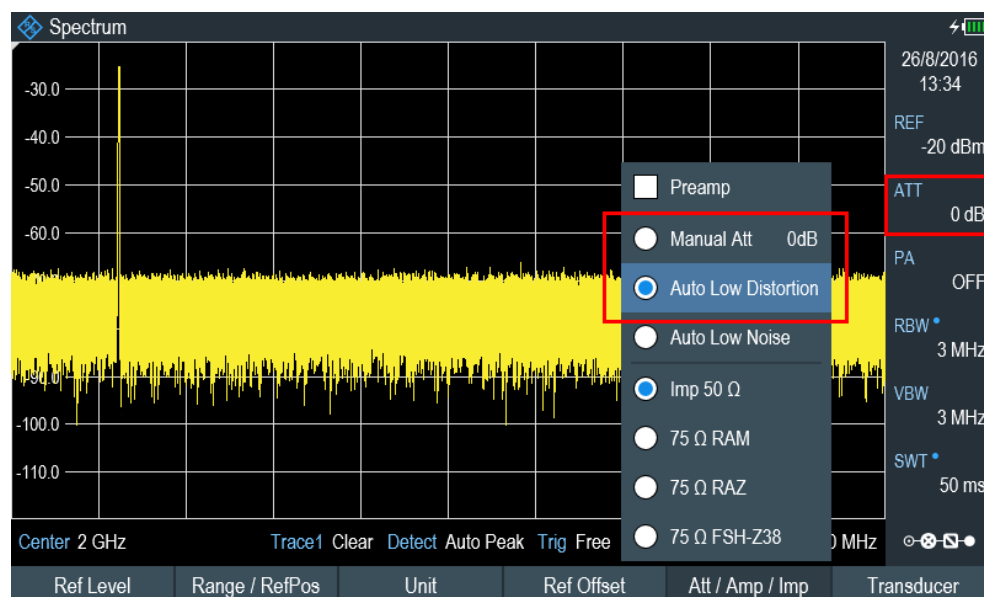 Spectrum
26/8/2016
13:34
-30.0
-40.0
-50.0
-60.0
-90.0
-100.0
-110.0
REF
-20 dBm
ATT
0 dB
PA
OFF
RBW
3 MHz
VBW
3 MHz
SWT
50 ms
Preamp
Manual Att 0dB
Auto Low Distortion
Auto Low Noise
Imp 50 Ω
75 Ω RAM
75 Ω RAZ
75 Ω FSH-Z38
Center 2 GHz Trace1 Clear Detect Auto Peak Trig Free 0 MHz
Ref Level Range / RefPos Unit Ref Offset Att / Amp / Imp Transducer